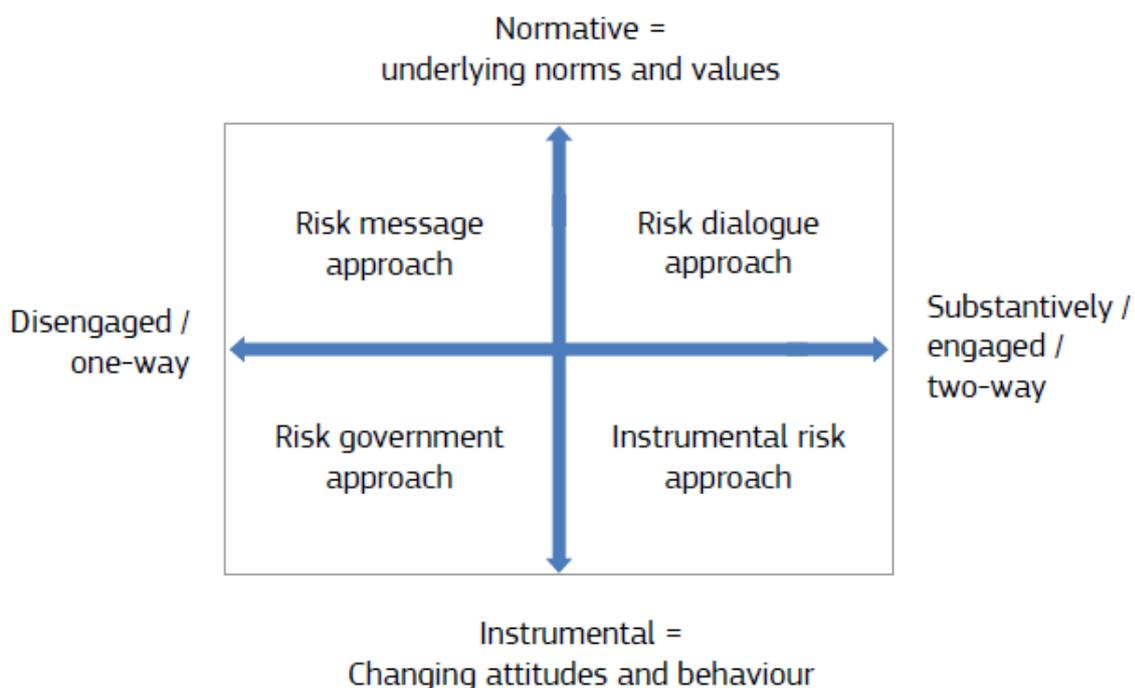 Normative =
underlying norms and values
Risk message
approach
Risk dialogue
approach
Disengaged /
one-way
Substantively /
engaged /
two-way
Risk government
approach
Instrumental risk
approach
Instrumental =
Changing attitudes and behaviour